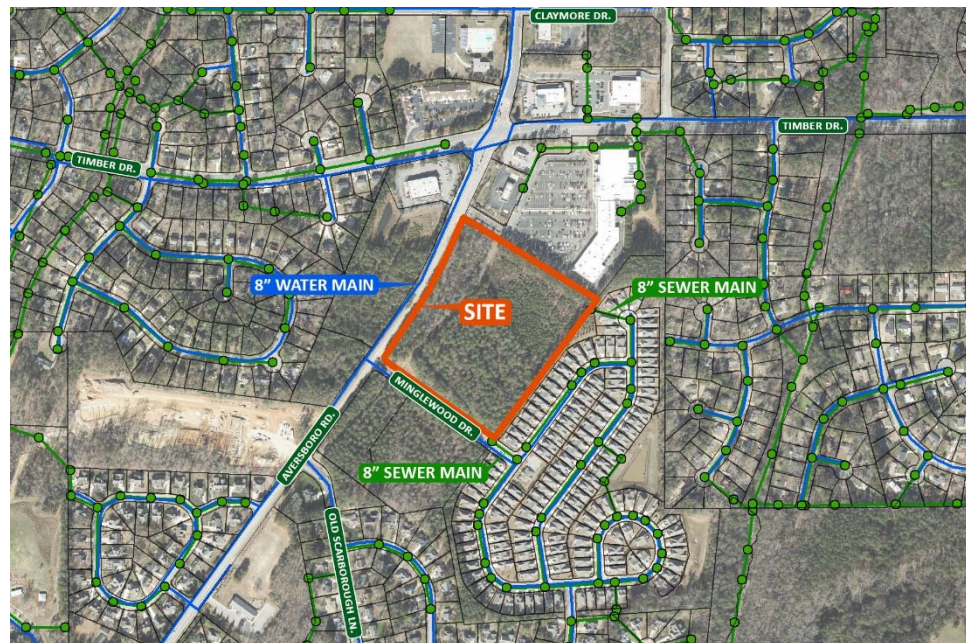 CLAYMORE DR.
TIMBER DR.
TIMBER DR.
8” WATER MAIN
SITE
8” SEWER MAIN
MINGLEWOOD DR.
AVERSBORO RD.
8” SEWER MAIN
OLD SCARBOROUGH LN.